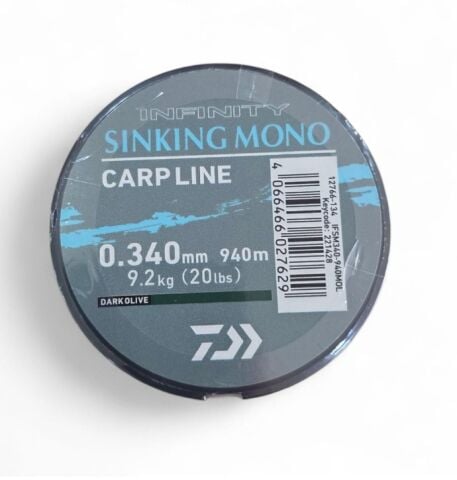 INFINITY
SINKING MONO
CARP LINE
0.340mm 940m
9.2kg (20lbs)
DARK OLIVE
4 066466 027629
12766-134 IFSM340-940MOL
Keycode: 221428